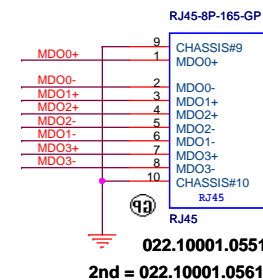 RJ45-8P-165-GP
9 CHASSIS#9
MDO0+ 1 MDO0+
MDO0- 2 MDO0-
MDO1+ 3 MDO1+
MDO2+ 4 MDO2+
MDO2- 5 MDO2-
MDO1- 6 MDO1-
MDO3+ 7 MDO3+
MDO3- 8 MDO3-
10 CHASSIS#10
RJ45
RJ45
022.10001.0551
2nd = 022.10001.0561